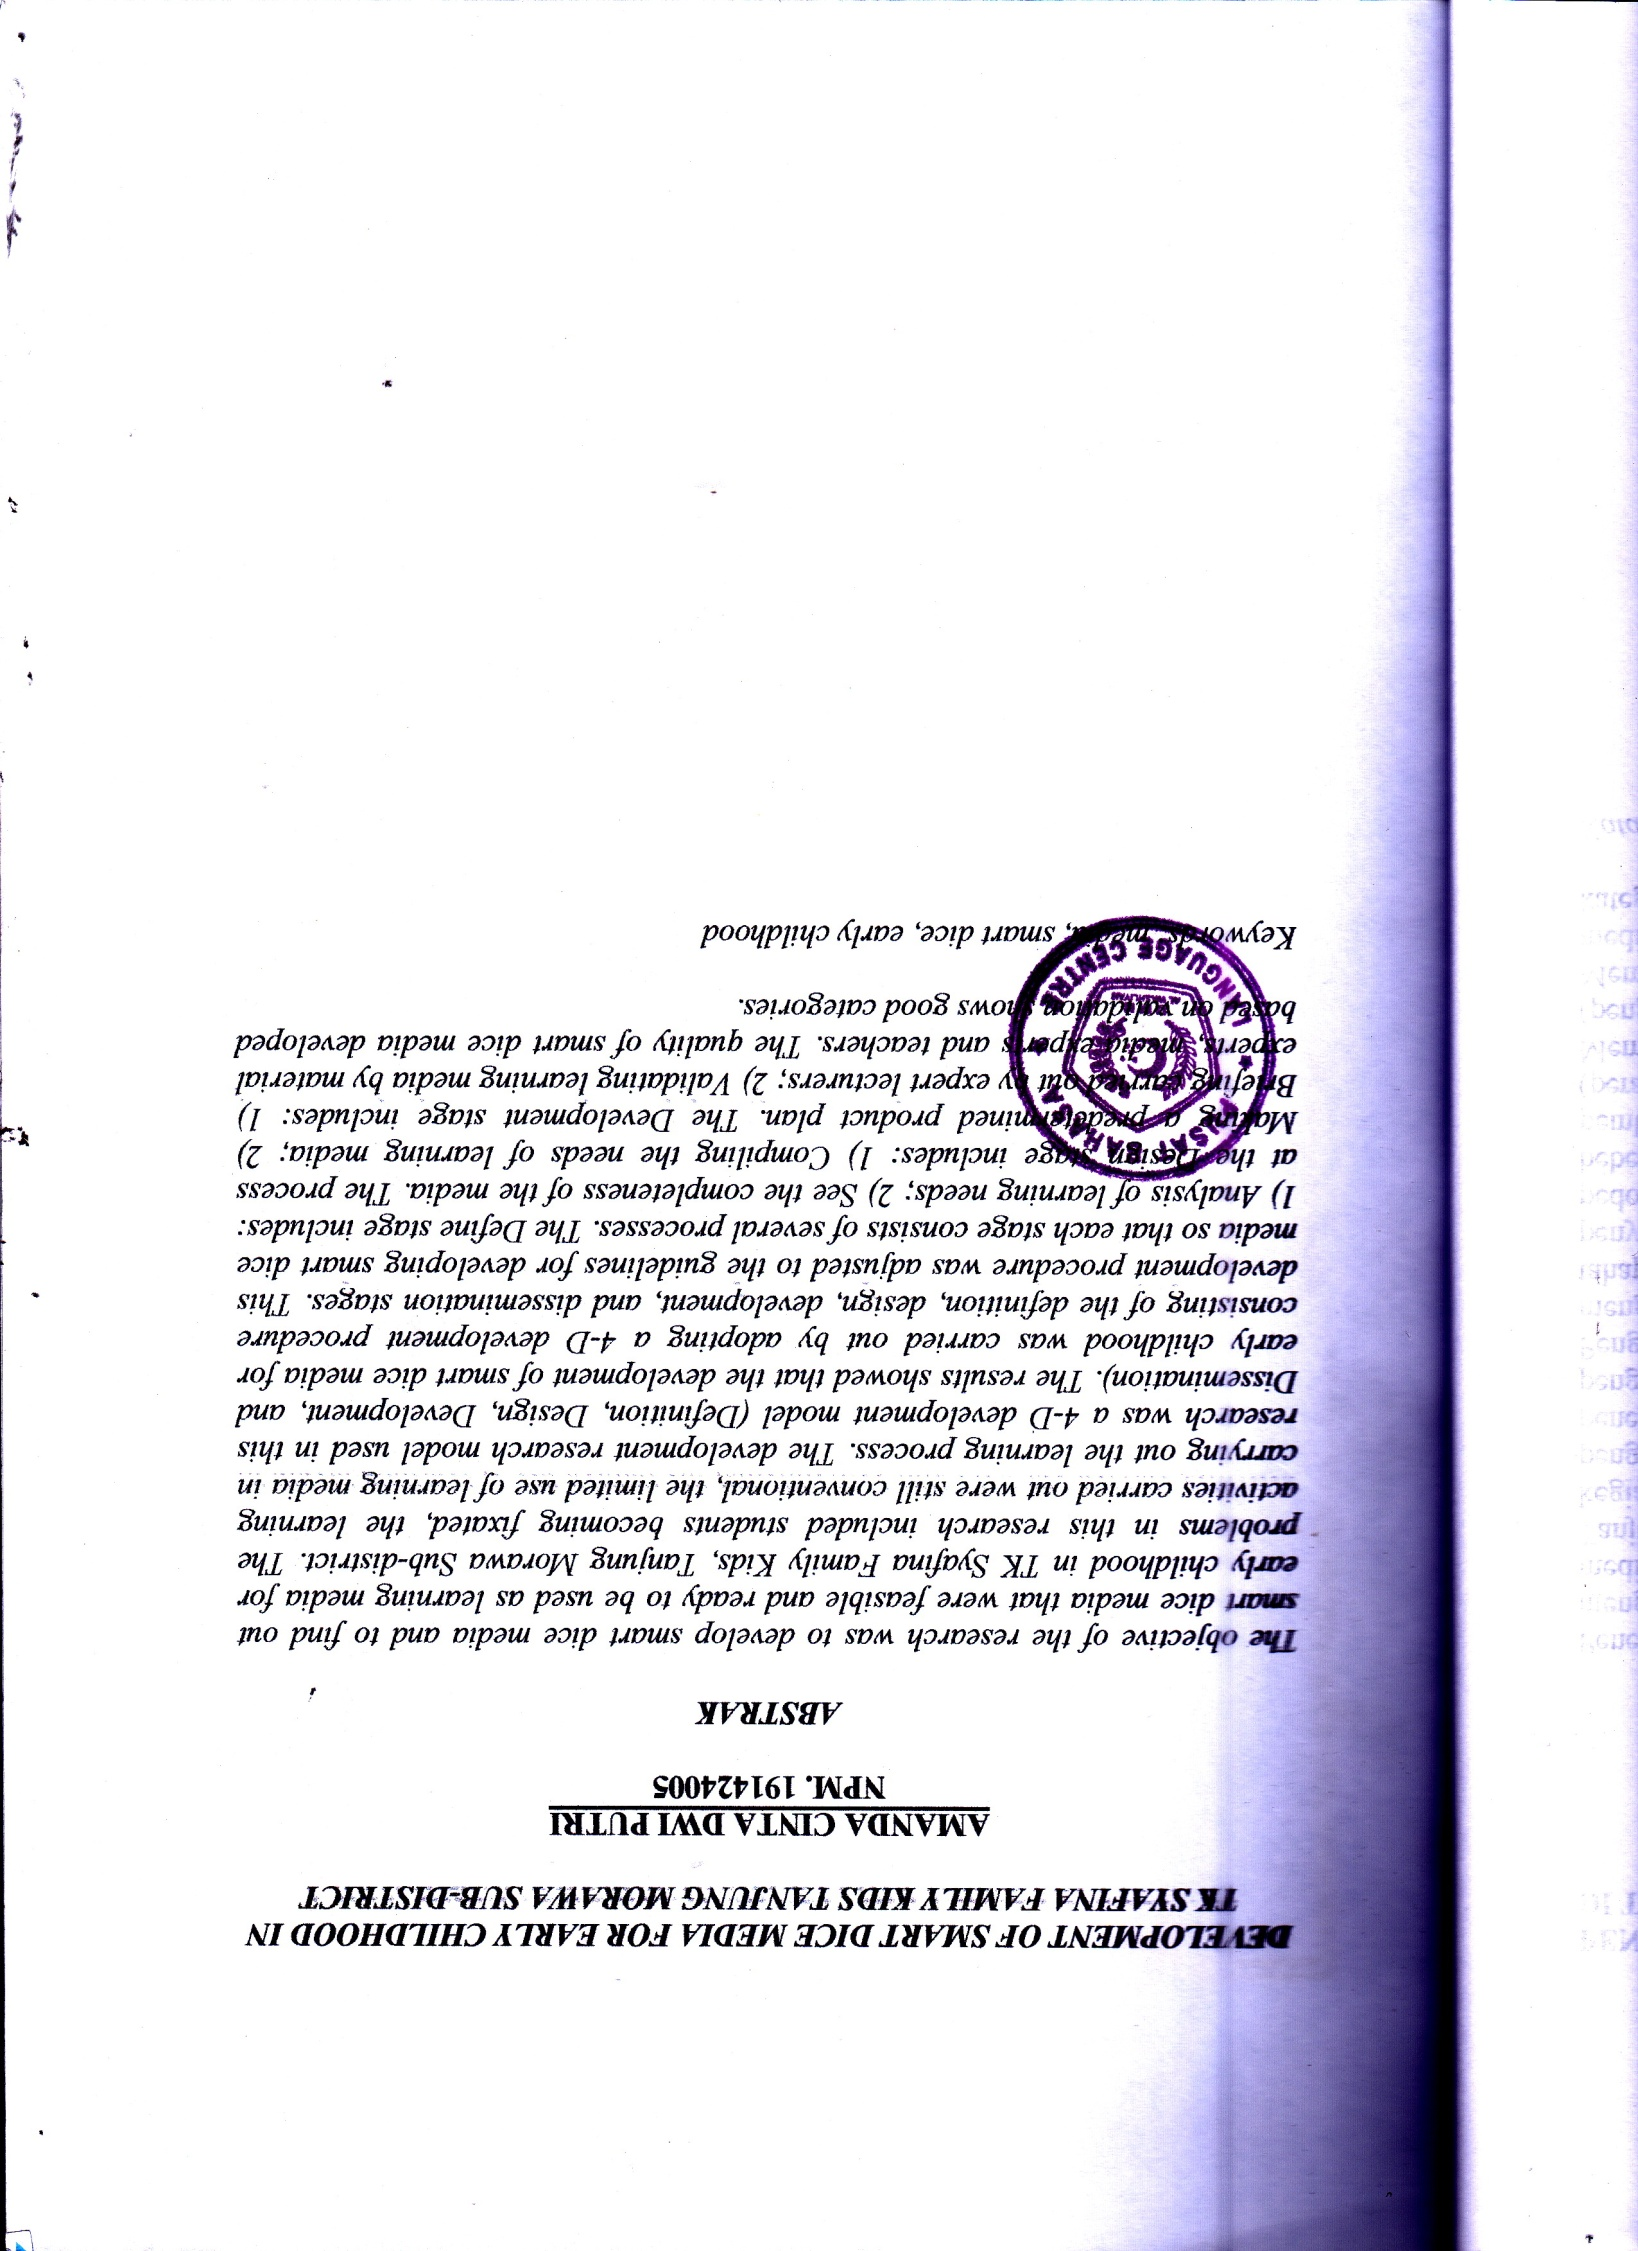 DEVELOPMENT OF SMART DICE MEDIA FOR EARLY CHILDHOOD IN
TK SYAFINA FAMILY KIDS TANJUNG MORAWA SUB-DISTRICT
AMANDA CINTA DWI PUTRI
NPM. 191424005
ABSTRAK
The objective of the research was to develop smart dice media and to find out
smart dice media that were feasible and ready to be used as learning media for
early childhood in TK Syafina Family Kids, Tanjung Morawa Sub-district. The
problems in this research included students becoming fixated, the learning
activities carried out were still conventional, the limited use of learning media in
carrying out the learning process. The development research model used in this
research was a 4-D development model (Definition, Design, Development, and
Dissemination). The results showed that the development of smart dice media for
early childhood was carried out by adopting a 4-D development procedure
consisting of the definition, design, development, and dissemination stages. This
development procedure was adjusted to the guidelines for developing smart dice
media so that each stage consists of several processes. The Define stage includes:
1) Analysis of learning needs; 2) See the completeness of the media. The process
at the Design stage includes: 1) Compiling the needs of learning media; 2)
Making a predetermined product plan. The Development stage includes: 1)
Briefing carried out by expert lecturers; 2) Validating learning media by material
experts, media experts and teachers. The quality of smart dice media developed
based on validation shows good categories.
Keywords, media, smart dice, early childhood
PUSAT BAHASA
LANGUAGE CENTRE